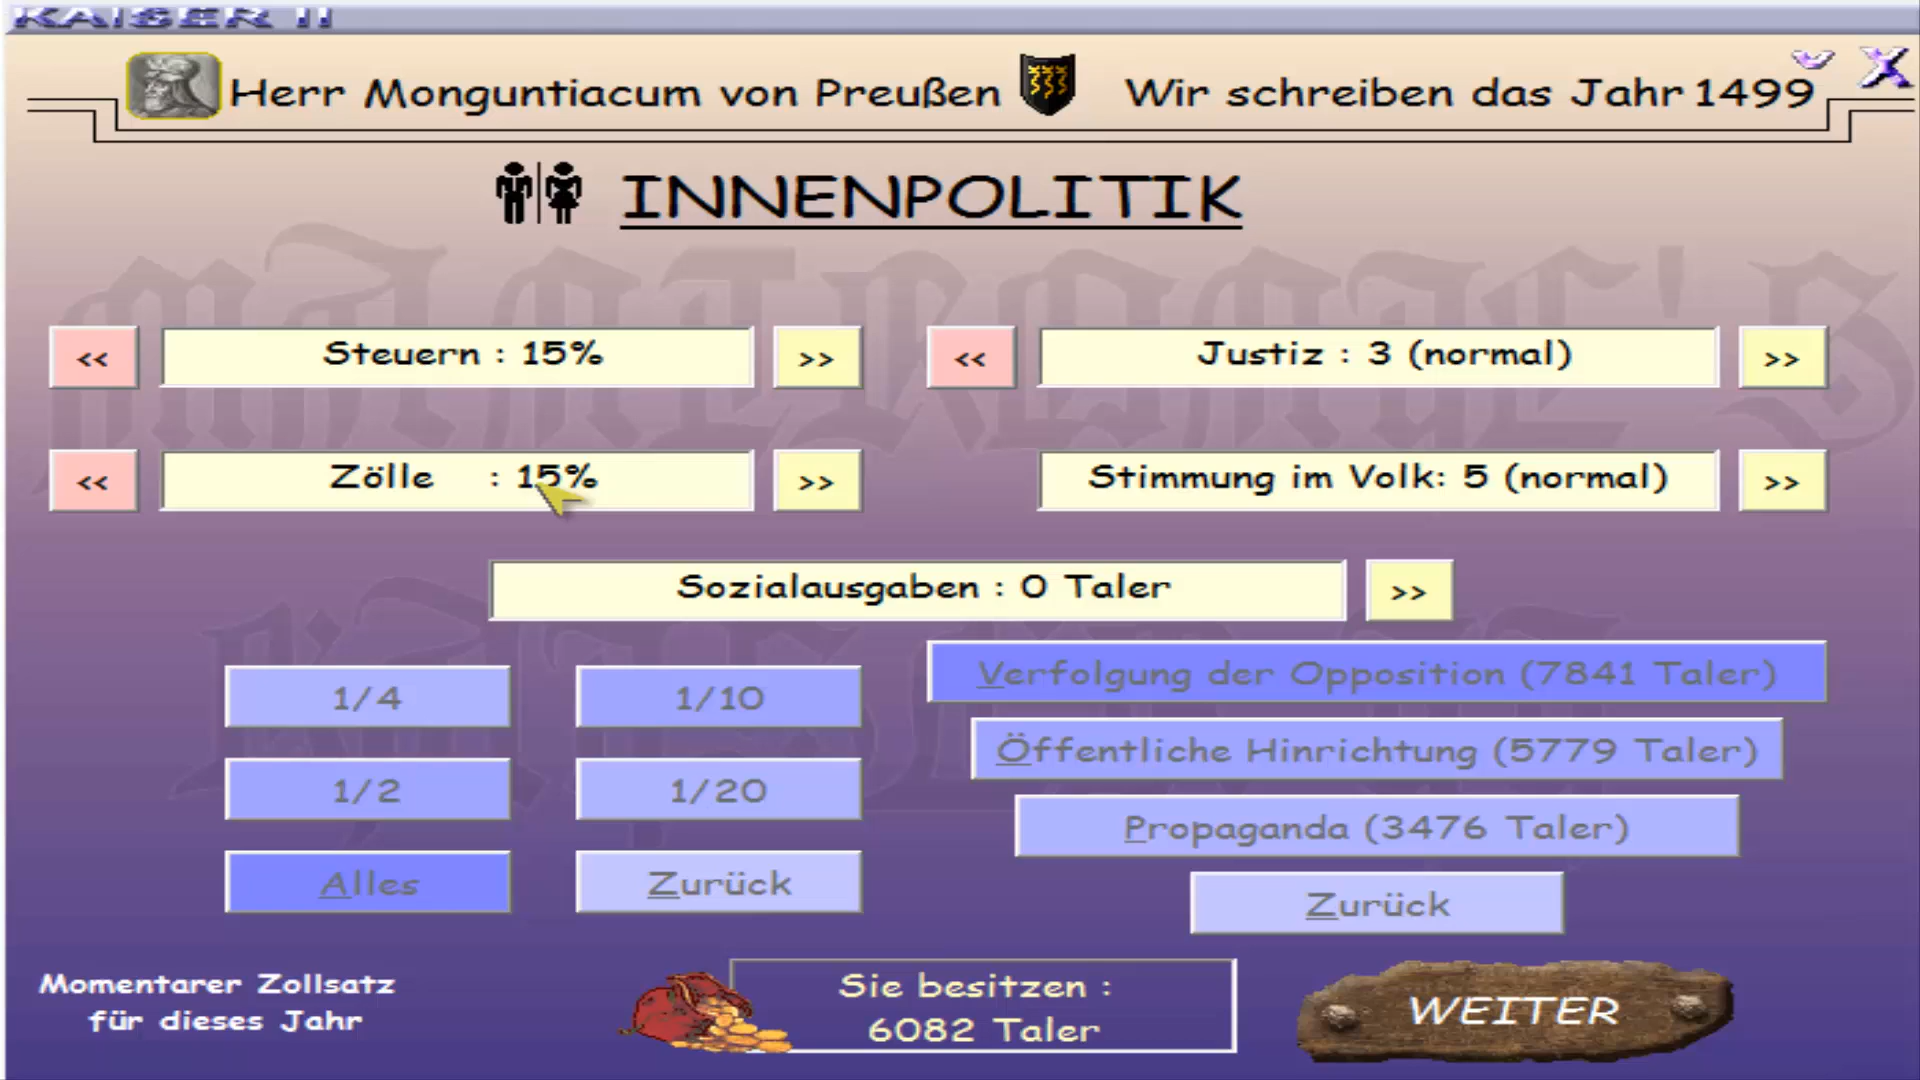 KAISER II
Herr Monguntiacum von Preußen
Wir schreiben das Jahr 1499
X
INNENPOLITIK
<< Steuern : 15% >>
<< Justiz : 3 (normal) >>
<< Zölle : 15% >>
Stimmung im Volk: 5 (normal) >>
Sozialausgaben : 0 Taler >>
1/4
1/10
Verfolgung der Opposition (7841 Taler)
Öffentliche Hinrichtung (5779 Taler)
1/2
1/20
Propaganda (3476 Taler)
Alles
Zurück
Zurück
Momentarer Zollsatz
für dieses Jahr
Sie besitzen :
6082 Taler
WEITER